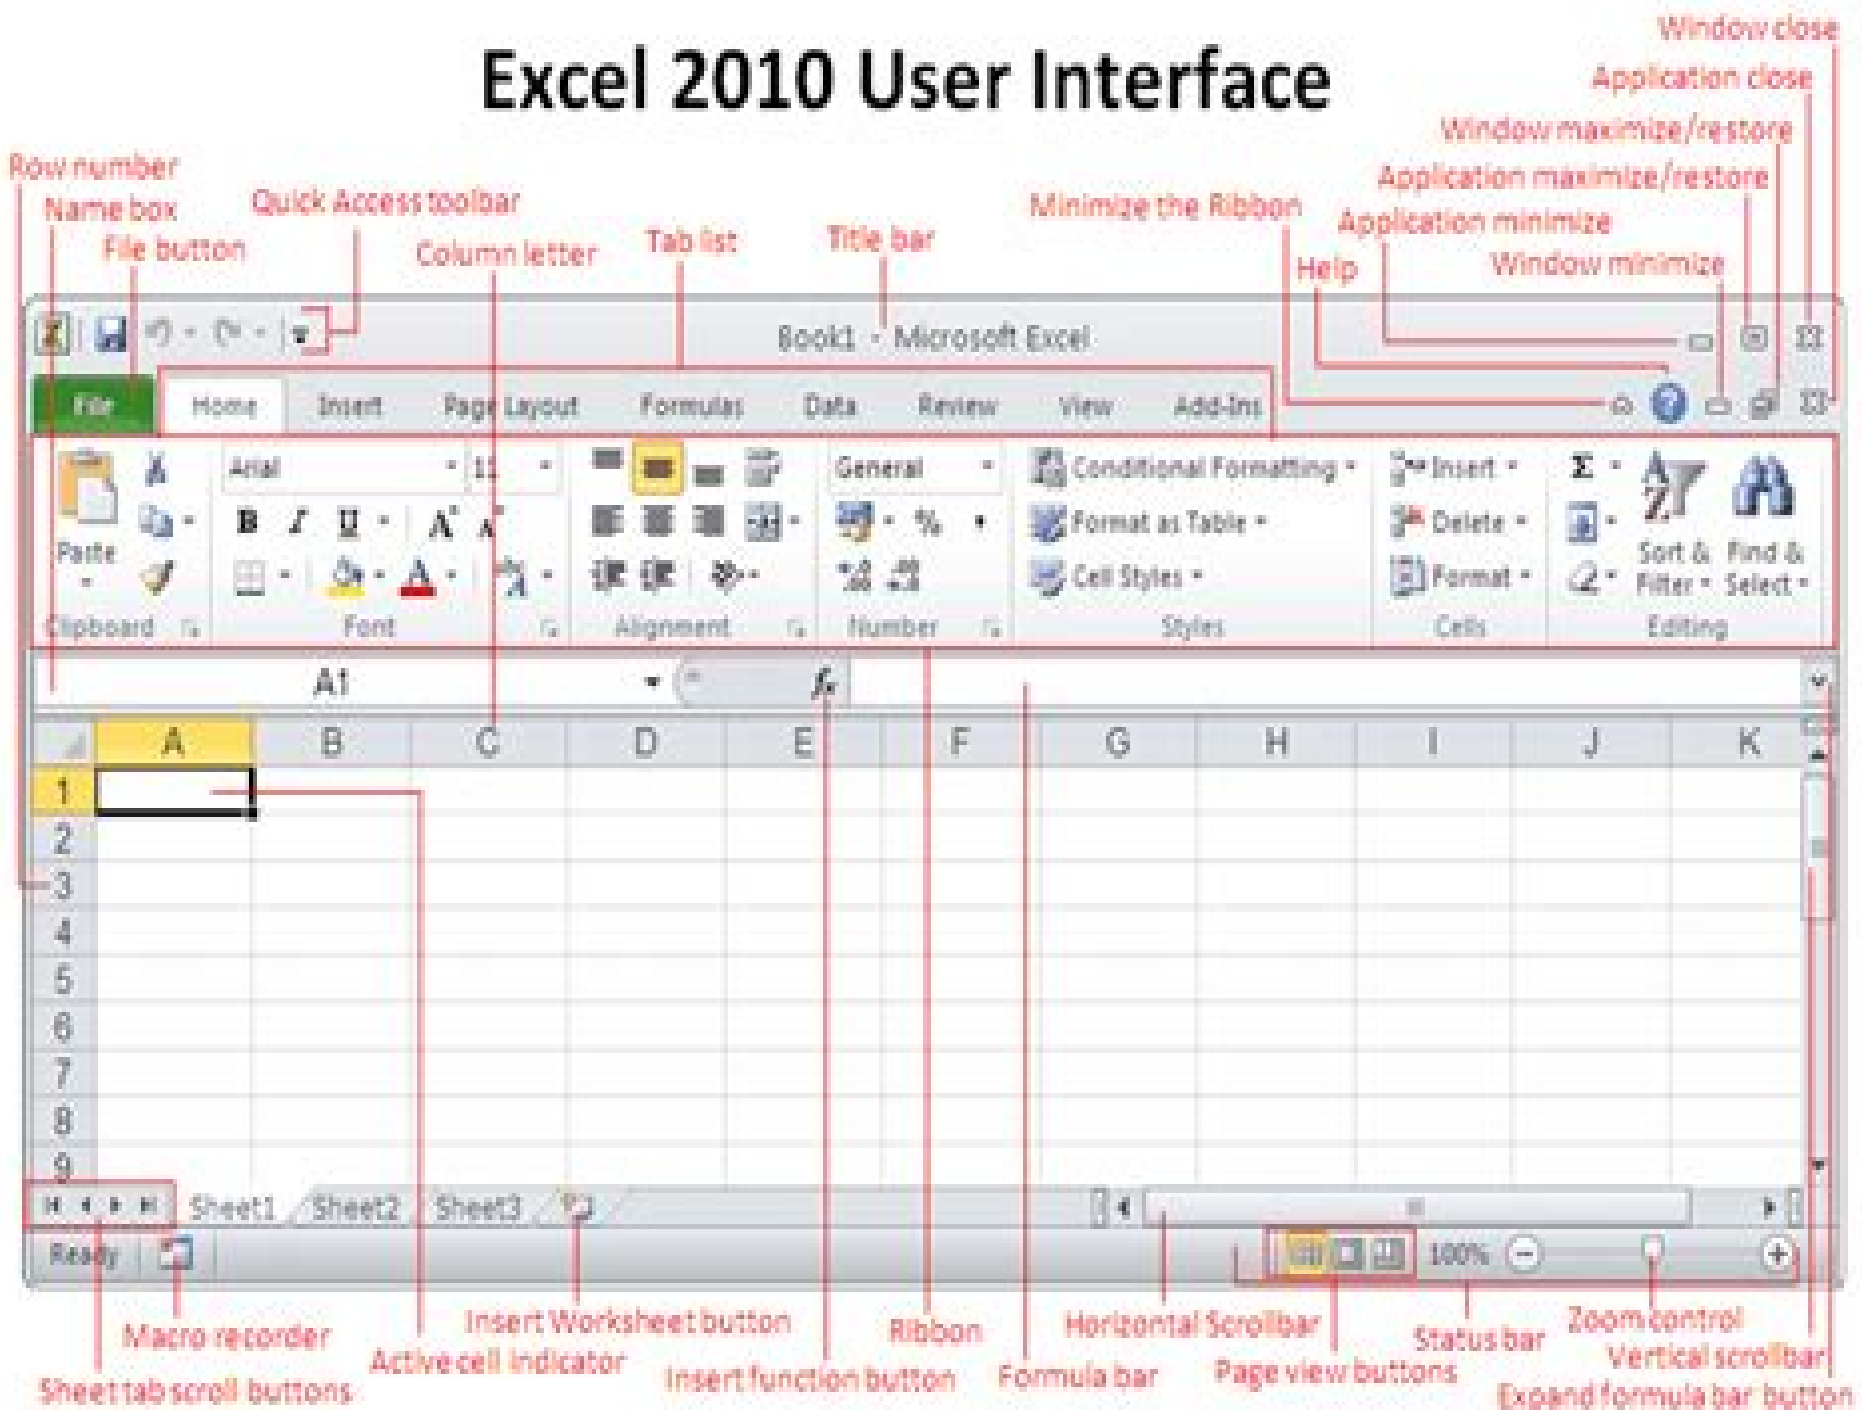 Window close
Excel 2010 User Interface
Application close
Window maximize/restore
Row number
Application maximize/restore
Name box
Quick Access toolbar
Minimize the Ribbon
Application minimize
File button
Column letter
Tab list
Title bar
Help
Window minimize
Book1 - Microsoft Excel
File Home Insert Page Layout Formulas Data Review View Add-Ins
Arial 11 General Conditional Formatting Insert Σ
B I U A A % , Format as Table Delete
Paste Sort & Filter Find & Select
Cell Styles Format
Clipboard Font Alignment Number Styles Cells Editing
A1 fx
A B C D E F G H I J K
1
2
3
4
5
6
7
8
9
Sheet1 Sheet2 Sheet3
Ready 100%
Macro recorder
Insert Worksheet button
Ribbon
Horizontal Scrollbar
Status bar
Zoom control
Active cell indicator
Insert function button
Formula bar
Page view buttons
Vertical scrollbar
Sheet tab scroll buttons
Expand formula bar button